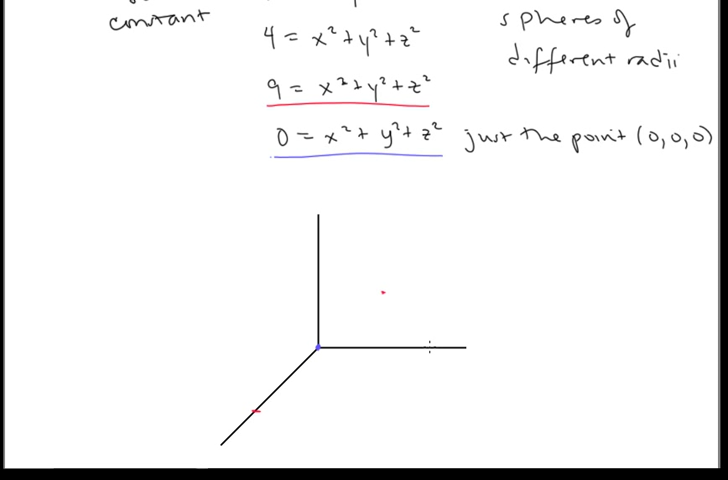 constant
4 = x² + y² + z²
spheres of
different radii
9 = x² + y² + z²
0 = x² + y² + z² just the point (0,0,0)